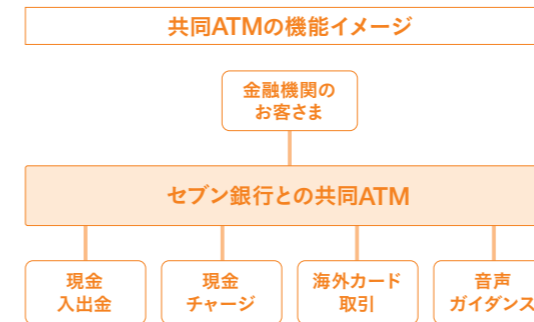 共同ATMの機能イメージ
金融機関の
お客さま
セブン銀行との共同ATM
現金
入出金
現金
チャージ
海外カード
取引
音声
ガイダンス